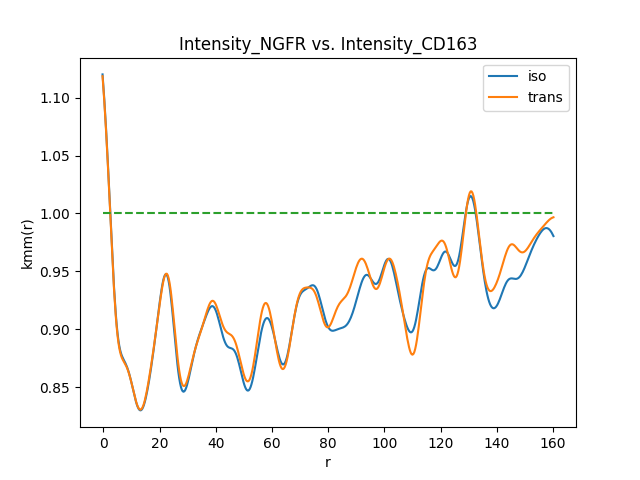 Intensity_NGFR vs. Intensity_CD163
iso
trans
1.10
1.05
1.00
0.95
0.90
0.85
kmm(r)
0 20 40 60 80 100 120 140 160
r